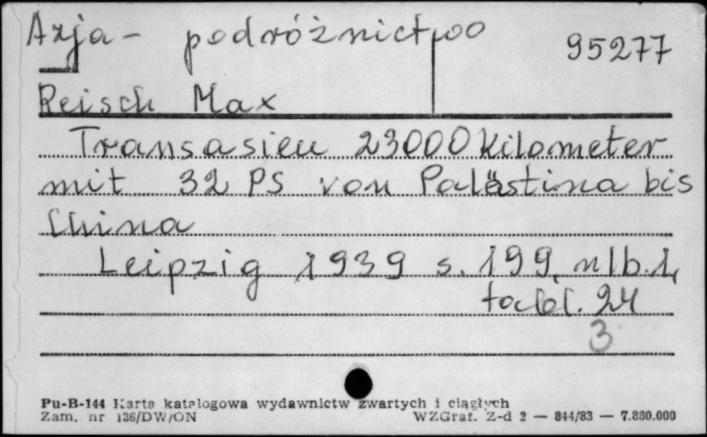 Azja - podróżnictwo 95277
Reisch Max
Transasien 23000 Kilometer
mit 32 PS von Palästina bis
China
Leipzig 1939 s. 199, nlb. 1,
tabl. 24
3
Pu-B-144 Karta katalogowa wydawnictw zwartych i ciągłych
Zam. nr 136/DW/ON WZGraf. Z-d 2 — 844/83 — 7.880.000